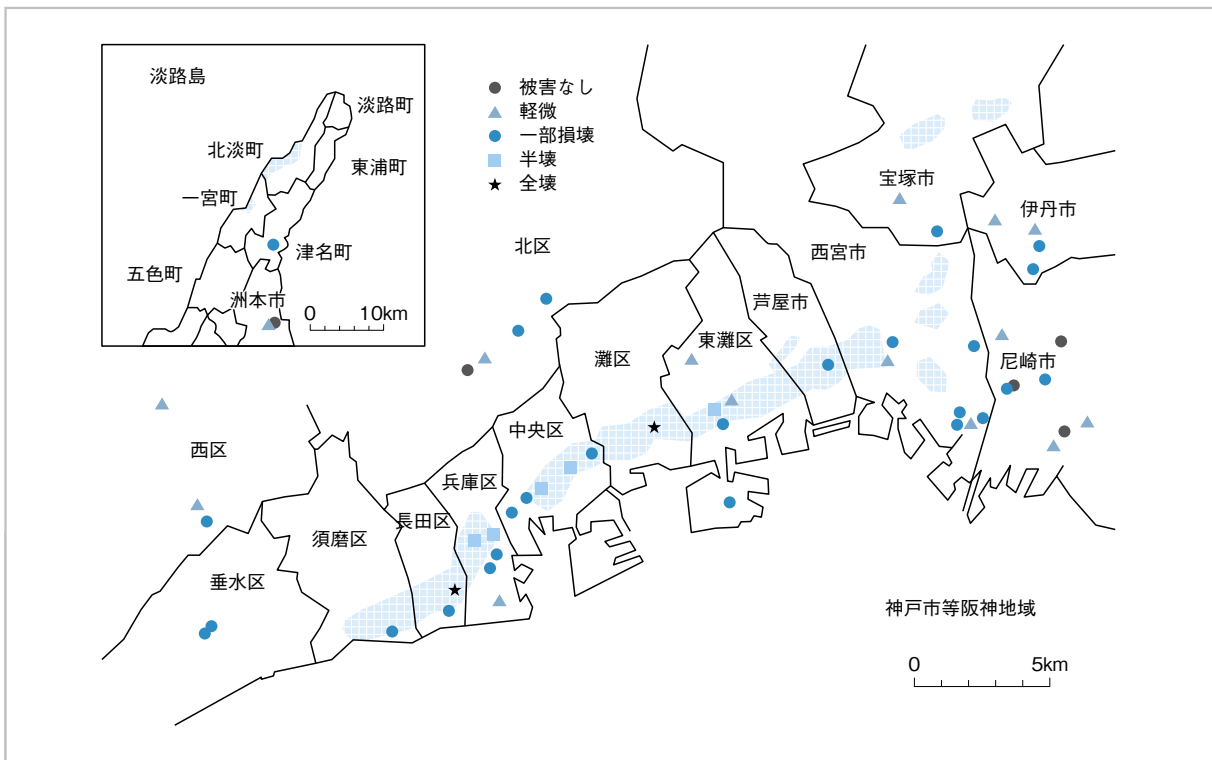 淡路島
淡路町
北淡町
東浦町
一宮町
津名町
五色町
洲本市
0 10km
被害なし
軽微
一部損壊
半壊
全壊
宝塚市
伊丹市
北区
西宮市
芦屋市
東灘区
灘区
尼崎市
中央区
西区
兵庫区
長田区
須磨区
垂水区
神戸市等阪神地域
0 5km